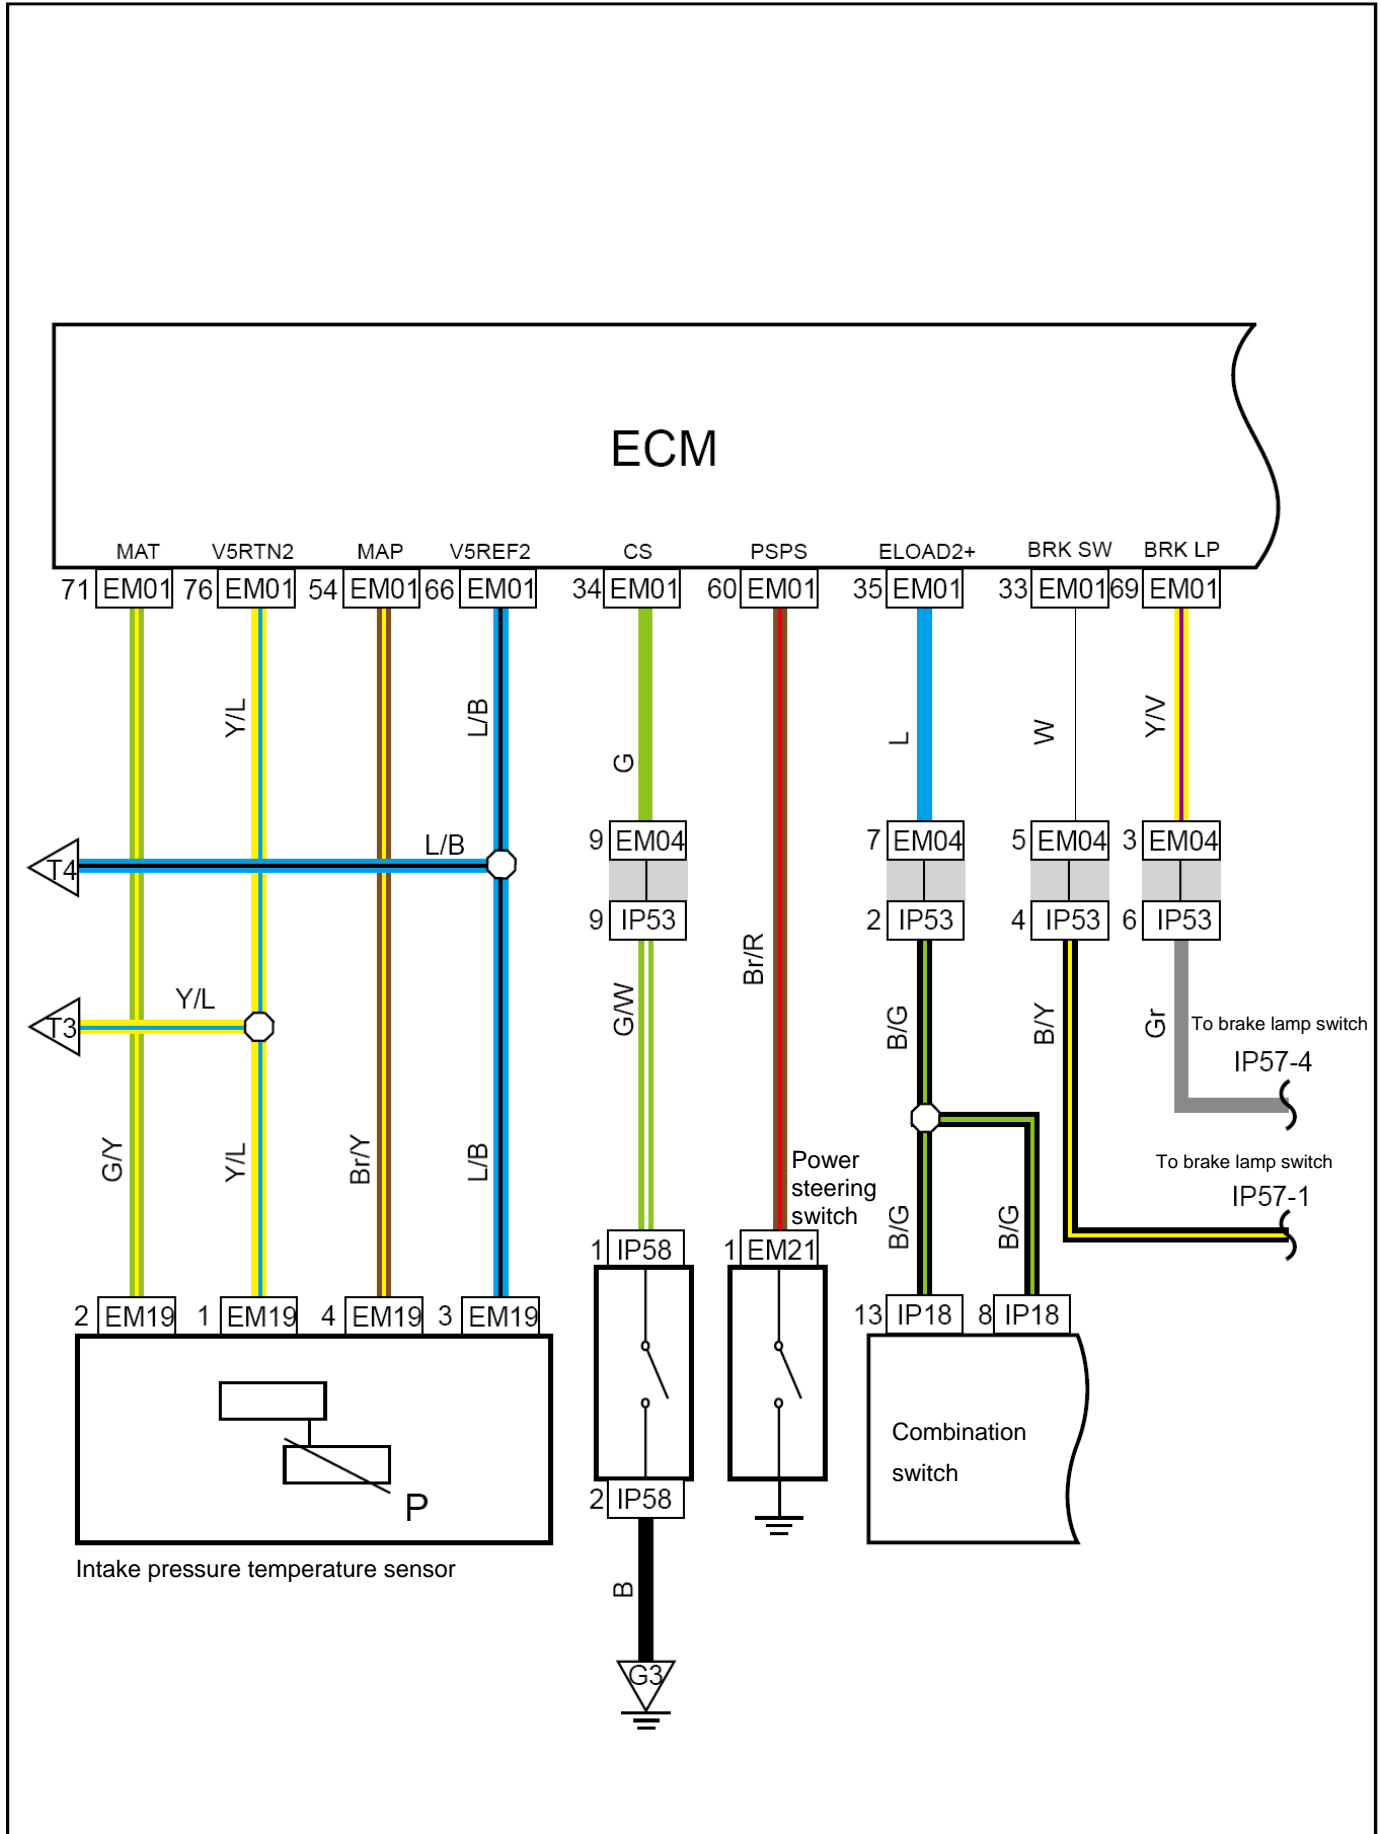 ECM
MAT V5RTN2 MAP V5REF2 CS PSPS ELOAD2+ BRK SW BRK LP
71 EM01 76 EM01 54 EM01 66 EM01 34 EM01 60 EM01 35 EM01 33 EM01 69 EM01
Y/L L/B G L W Y/V
L/B
T4
9 EM04 7 EM04 5 EM04 3 EM04
9 IP53 2 IP53 4 IP53 6 IP53
Y/L
T3
G/W Br/R B/G B/Y Gr
To brake lamp switch
IP57-4
G/Y Y/L Br/Y L/B
To brake lamp switch
IP57-1
Power
steering
switch
B/G B/G
1 IP58 1 EM21
2 EM19 1 EM19 4 EM19 3 EM19 13 IP18 8 IP18
Combination
switch
P
2 IP58
Intake pressure temperature sensor
B
G3